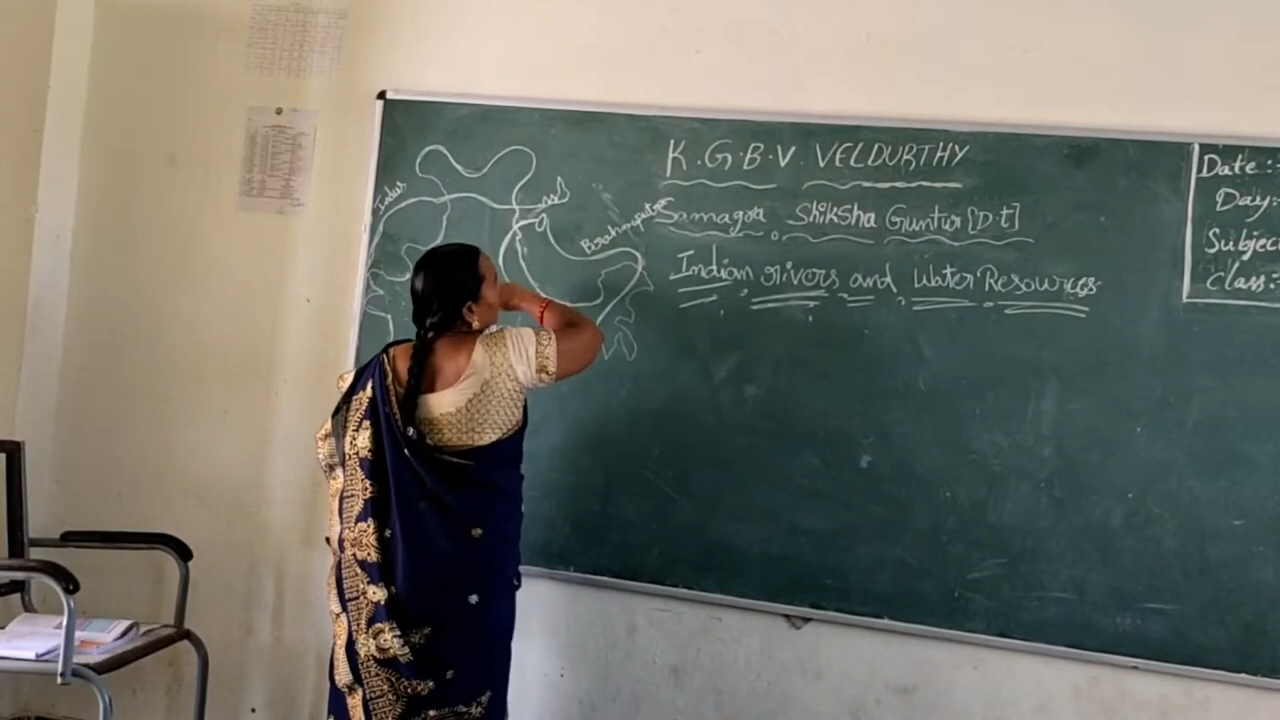 Indus
Brahmaputra
K.G.B.V. VELDURTHY
Samagra Shiksha Guntur [D.t]
Indian rivers and Water Resources
Date:
Day:
Subjec
Class: